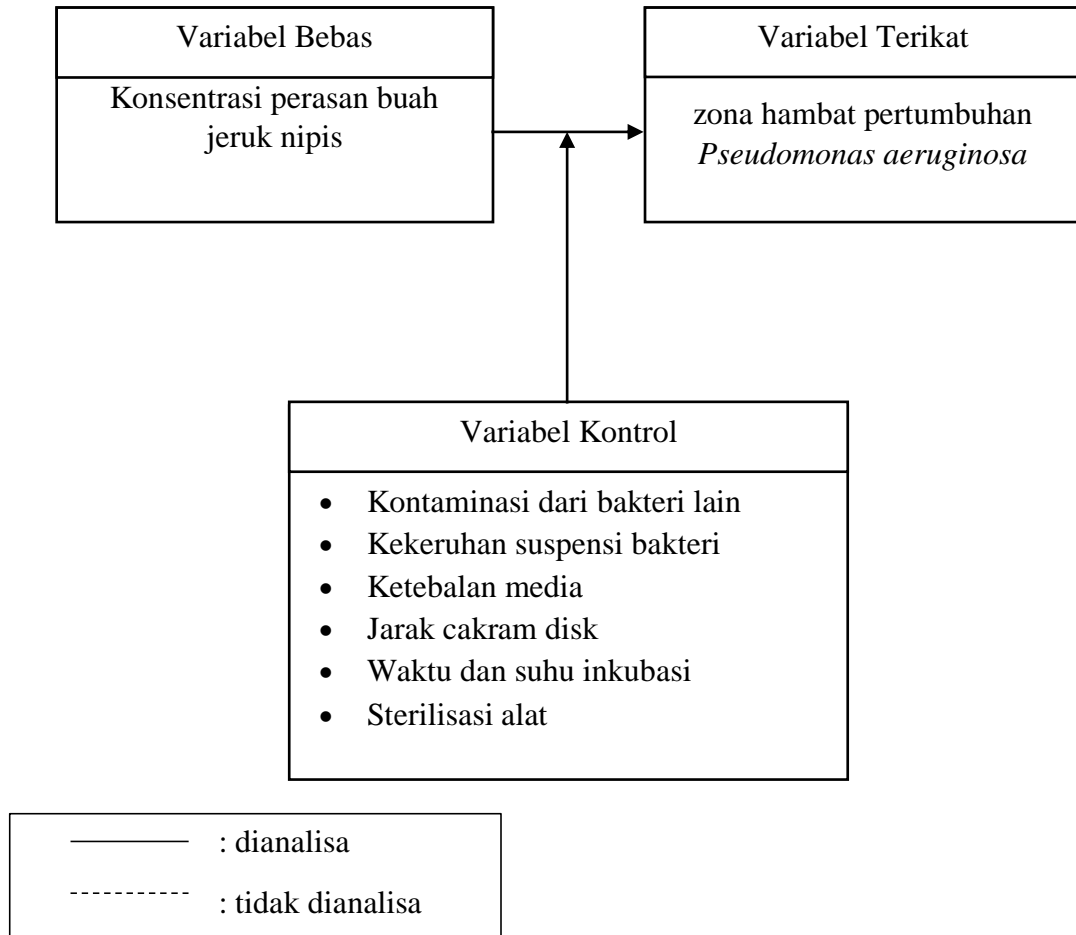 Variabel Bebas
Konsentrasi perasan buah
jeruk nipis
Variabel Terikat
zona hambat pertumbuhan
Pseudomonas aeruginosa
Variabel Kontrol
• Kontaminasi dari bakteri lain
• Kekeruhan suspensi bakteri
• Ketebalan media
• Jarak cakram disk
• Waktu dan suhu inkubasi
• Sterilisasi alat
: dianalisa
: tidak dianalisa